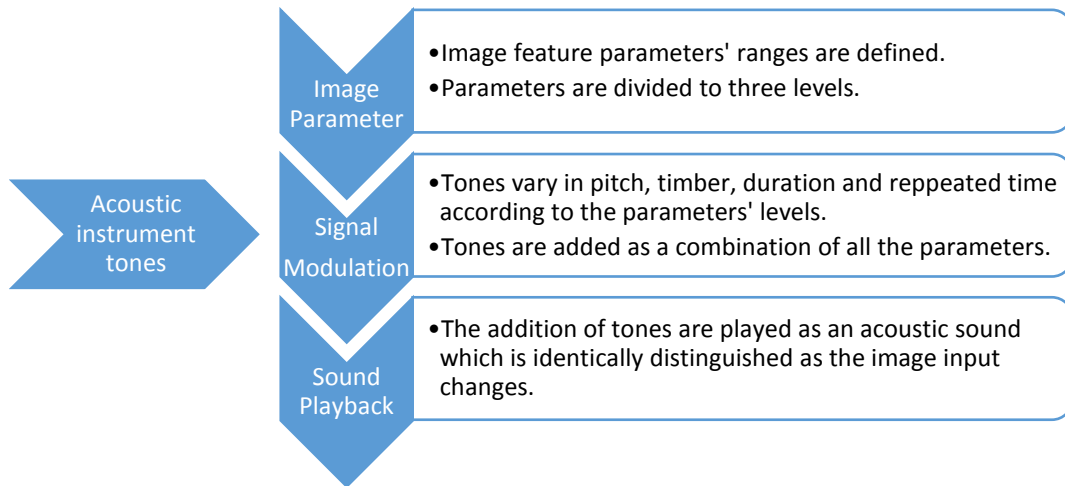 Image
Parameter
•Image feature parameters' ranges are defined.
•Parameters are divided to three levels.
Acoustic
instrument
tones
Signal
Modulation
•Tones vary in pitch, timber, duration and reppeated time
according to the parameters' levels.
•Tones are added as a combination of all the parameters.
Sound
Playback
•The addition of tones are played as an acoustic sound
which is identically distinguished as the image input
changes.